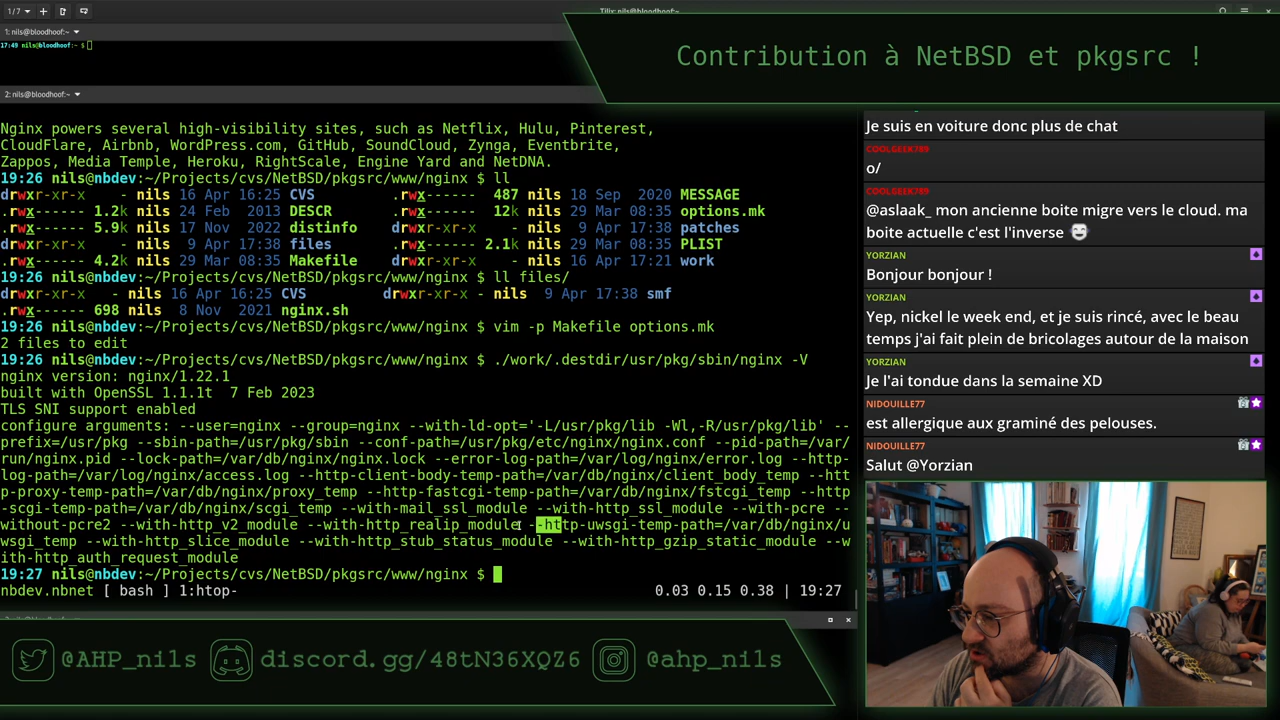 1/7
Tilix: nils@bloodhoof:~
1: nils@bloodhoof:~
17:49 nils@bloodhoof:~ $
2: nils@bloodhoof:~
Contribution à NetBSD et pkgsrc !
Nginx powers several high-visibility sites, such as Netflix, Hulu, Pinterest,
CloudFlare, Airbnb, WordPress.com, GitHub, SoundCloud, Zynga, Eventbrite,
Zappos, Media Temple, Heroku, RightScale, Engine Yard and NetDNA.
19:26 nils@nbdev:~/Projects/cvs/NetBSD/pkgsrc/www/nginx $ ll
drwxr-xr-x - nils 16 Apr 16:25 CVS .rwx------ 487 nils 18 Sep 2020 MESSAGE
.rwx------ 1.2k nils 24 Feb 2013 DESCR .rwx------ 12k nils 29 Mar 08:35 options.mk
.rwx------ 5.9k nils 17 Nov 2022 distinfo drwxr-xr-x - nils 9 Apr 17:38 patches
drwxr-xr-x - nils 9 Apr 17:38 files .rwx------ 2.1k nils 29 Mar 08:35 PLIST
.rwx------ 4.2k nils 29 Mar 08:35 Makefile drwxr-xr-x - nils 16 Apr 17:21 work
19:26 nils@nbdev:~/Projects/cvs/NetBSD/pkgsrc/www/nginx $ ll files/
drwxr-xr-x - nils 16 Apr 16:25 CVS drwxr-xr-x - nils 9 Apr 17:38 smf
.rwx------ 698 nils 8 Nov 2021 nginx.sh
19:26 nils@nbdev:~/Projects/cvs/NetBSD/pkgsrc/www/nginx $ vim -p Makefile options.mk
2 files to edit
19:26 nils@nbdev:~/Projects/cvs/NetBSD/pkgsrc/www/nginx $ ./work/.destdir/usr/pkg/sbin/nginx -V
nginx version: nginx/1.22.1
built with OpenSSL 1.1.1t 7 Feb 2023
TLS SNI support enabled
configure arguments: --user=nginx --group=nginx --with-ld-opt='-L/usr/pkg/lib -Wl,-R/usr/pkg/lib' --
prefix=/usr/pkg --sbin-path=/usr/pkg/sbin --conf-path=/usr/pkg/etc/nginx/nginx.conf --pid-path=/var/
run/nginx.pid --lock-path=/var/db/nginx/nginx.lock --error-log-path=/var/log/nginx/error.log --http-
log-path=/var/log/nginx/access.log --http-client-body-temp-path=/var/db/nginx/client_body_temp --htt
p-proxy-temp-path=/var/db/nginx/proxy_temp --http-fastcgi-temp-path=/var/db/nginx/fstcgi_temp --http
-scgi-temp-path=/var/db/nginx/scgi_temp --with-mail_ssl_module --with-http_ssl_module --with-pcre --
without-pcre2 --with-http_v2_module --with-http_realip_module --http-uwsgi-temp-path=/var/db/nginx/u
wsgi_temp --with-http_slice_module --with-http_stub_status_module --with-http_gzip_static_module --w
ith-http_auth_request_module
19:27 nils@nbdev:~/Projects/cvs/NetBSD/pkgsrc/www/nginx $
nbdev.nbnet [ bash ] 1:htop- 0.03 0.15 0.38 | 19:27
Je suis en voiture donc plus de chat
COOLGEEK789
o/
COOLGEEK789
@aslaak_ mon ancienne boite migre vers le cloud. ma
boite actuelle c'est l'inverse
YORZIAN
Bonjour bonjour !
YORZIAN
Yep, nickel le week end, et je suis rincé, avec le beau
temps j'ai fait plein de bricolages autour de la maison
YORZIAN
Je l'ai tondue dans la semaine XD
NIDOUILLE77
est allergique aux graminé des pelouses.
NIDOUILLE77
Salut @Yorzian
@AHP_nils
discord.gg/48tN36XQZ6
@ahp_nils